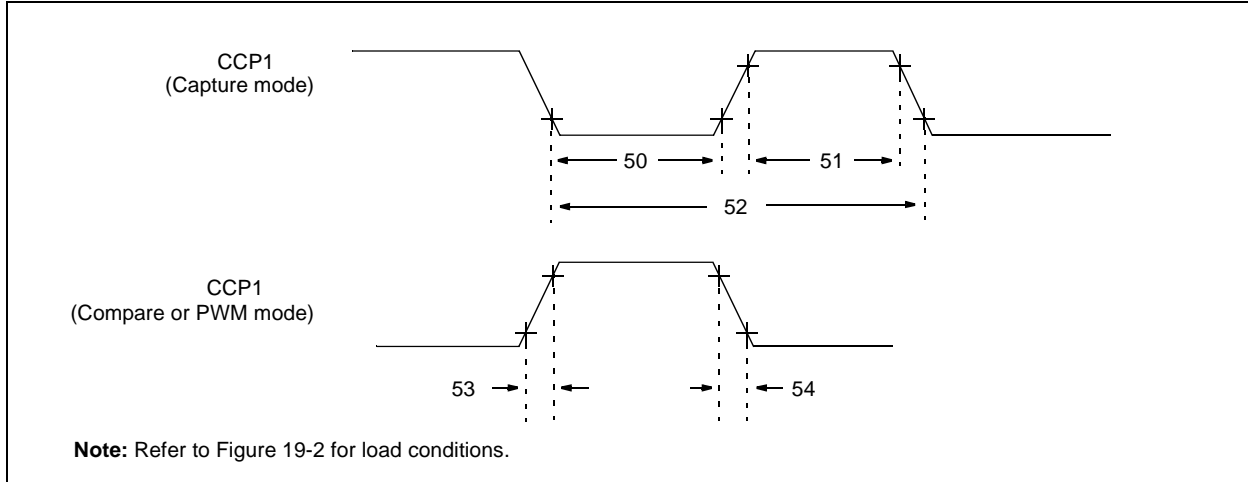 CCP1
(Capture mode)
50
51
52
CCP1
(Compare or PWM mode)
53
54
Note: Refer to Figure 19-2 for load conditions.